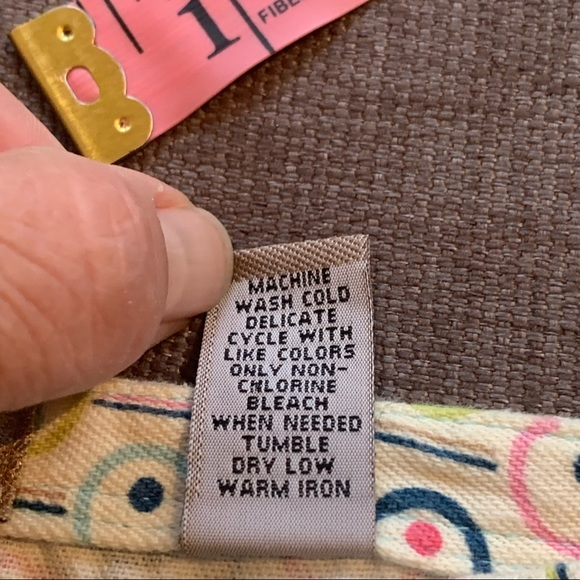 1
FIBE
MACHINE
WASH COLD
DELICATE
CYCLE WITH
LIKE COLORS
ONLY NON-
CHLORINE
BLEACH
WHEN NEEDED
TUMBLE
DRY LOW
WARM IRON